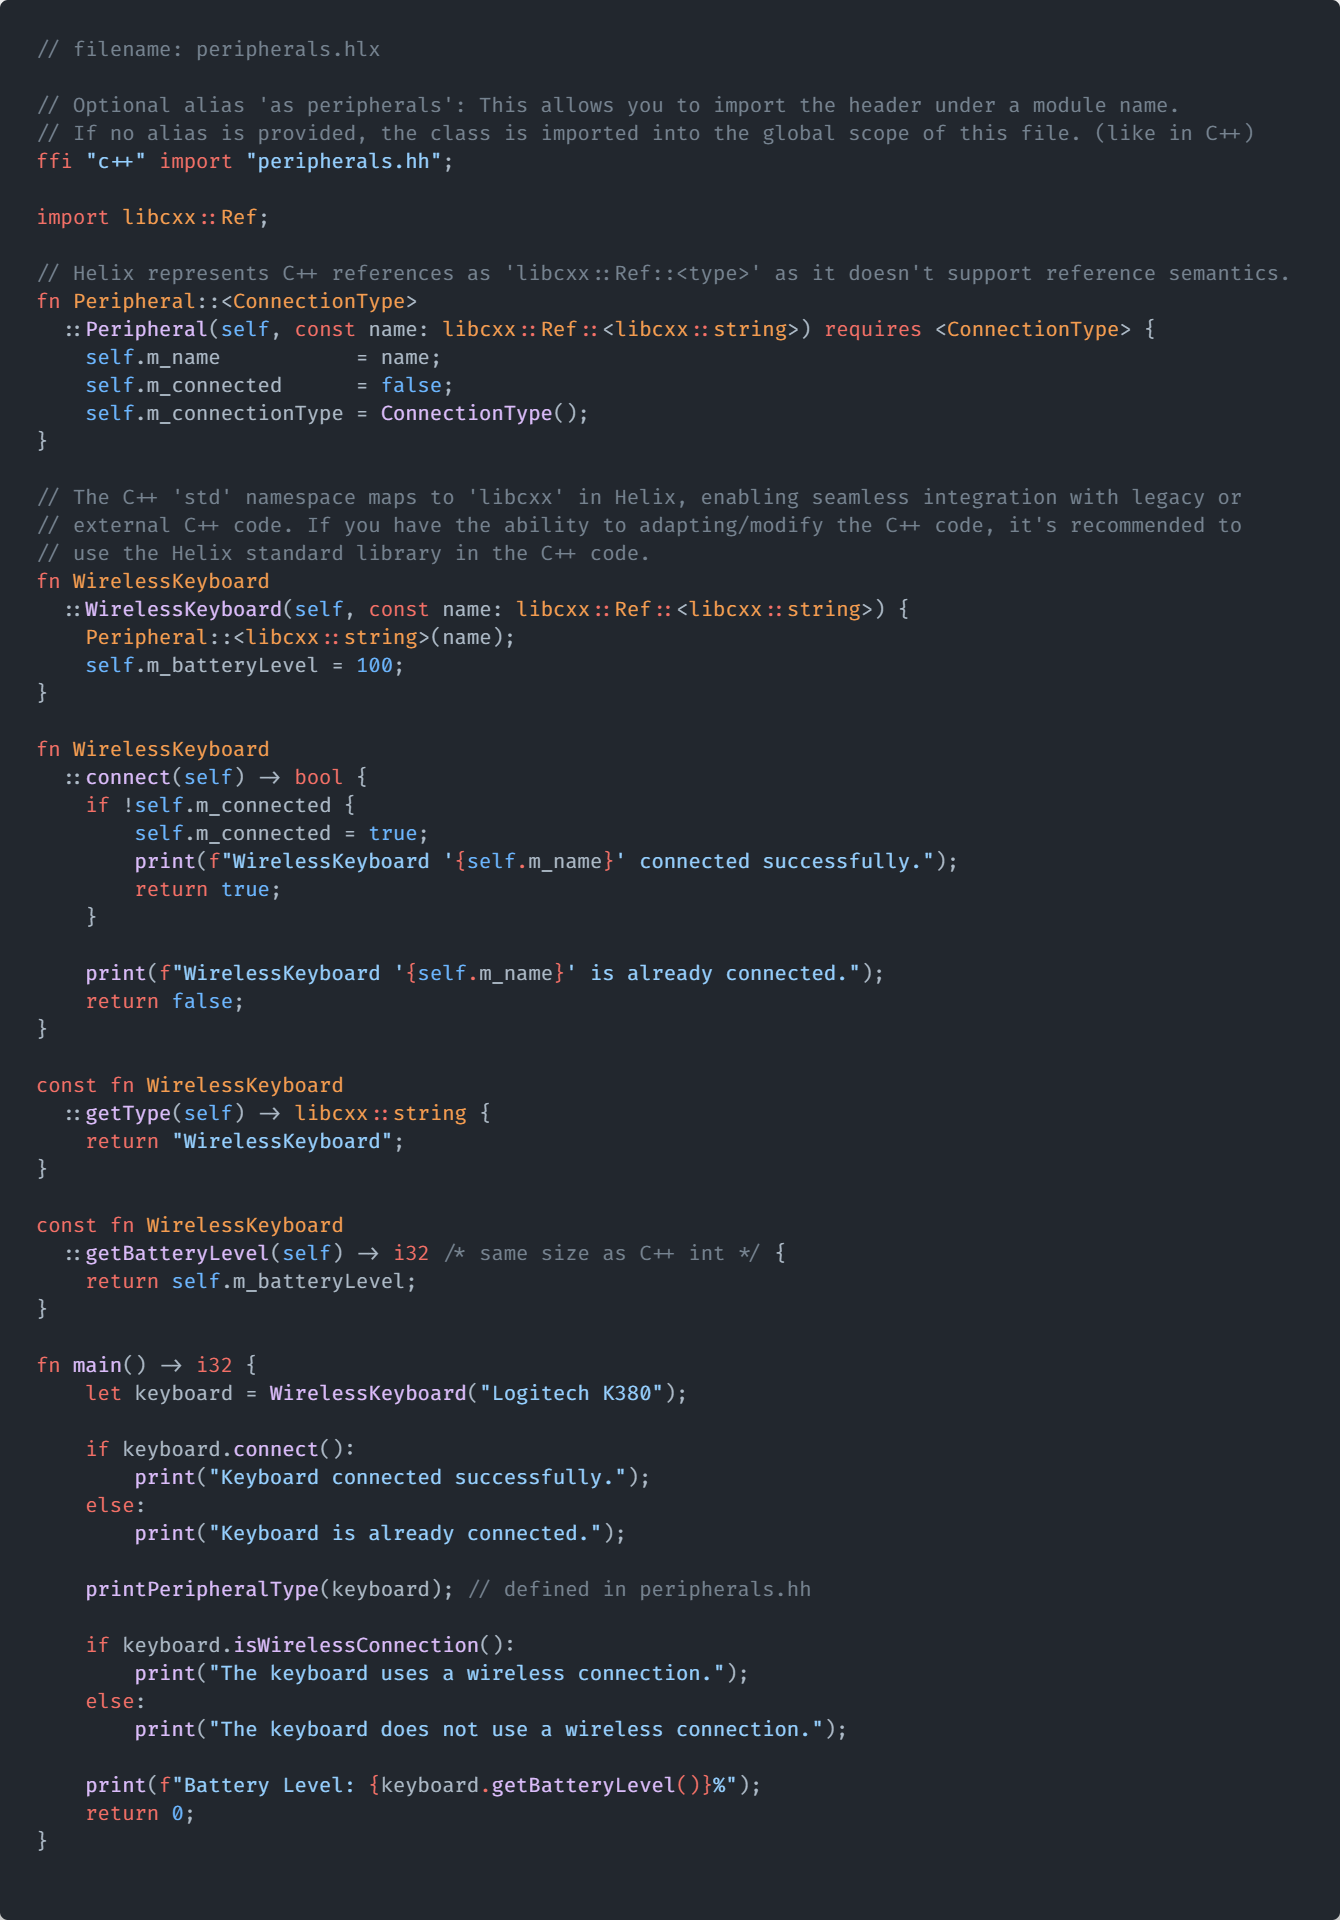 // filename: peripherals.hlx
// Optional alias 'as peripherals': This allows you to import the header under a module name.
// If no alias is provided, the class is imported into the global scope of this file. (like in C++)
ffi "c++" import "peripherals.hh";
import libcxx::Ref;
// Helix represents C++ references as 'libcxx::Ref::<type>' as it doesn't support reference semantics.
fn Peripheral::<ConnectionType>
  ::Peripheral(self, const name: libcxx::Ref::<libcxx::string>) requires <ConnectionType> {
    self.m_name           = name;
    self.m_connected      = false;
    self.m_connectionType = ConnectionType();
}
// The C++ 'std' namespace maps to 'libcxx' in Helix, enabling seamless integration with legacy or
// external C++ code. If you have the ability to adapting/modify the C++ code, it's recommended to
// use the Helix standard library in the C++ code.
fn WirelessKeyboard
  ::WirelessKeyboard(self, const name: libcxx::Ref::<libcxx::string>) {
    Peripheral::<libcxx::string>(name);
    self.m_batteryLevel = 100;
}
fn WirelessKeyboard
  ::connect(self) -> bool {
    if !self.m_connected {
        self.m_connected = true;
        print(f"WirelessKeyboard '{self.m_name}' connected successfully.");
        return true;
    }
    print(f"WirelessKeyboard '{self.m_name}' is already connected.");
    return false;
}
const fn WirelessKeyboard
  ::getType(self) -> libcxx::string {
    return "WirelessKeyboard";
}
const fn WirelessKeyboard
  ::getBatteryLevel(self) -> i32 /* same size as C++ int */ {
    return self.m_batteryLevel;
}
fn main() -> i32 {
    let keyboard = WirelessKeyboard("Logitech K380");
    if keyboard.connect():
        print("Keyboard connected successfully.");
    else:
        print("Keyboard is already connected.");
    printPeripheralType(keyboard); // defined in peripherals.hh
    if keyboard.isWirelessConnection():
        print("The keyboard uses a wireless connection.");
    else:
        print("The keyboard does not use a wireless connection.");
    print(f"Battery Level: {keyboard.getBatteryLevel()}%");
    return 0;
}